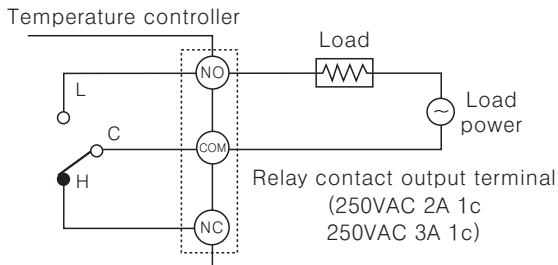 Temperature controller
NO
Load
L
Load
power
C
COM
H
Relay contact output terminal
(250VAC 2A 1c
250VAC 3A 1c)
NC